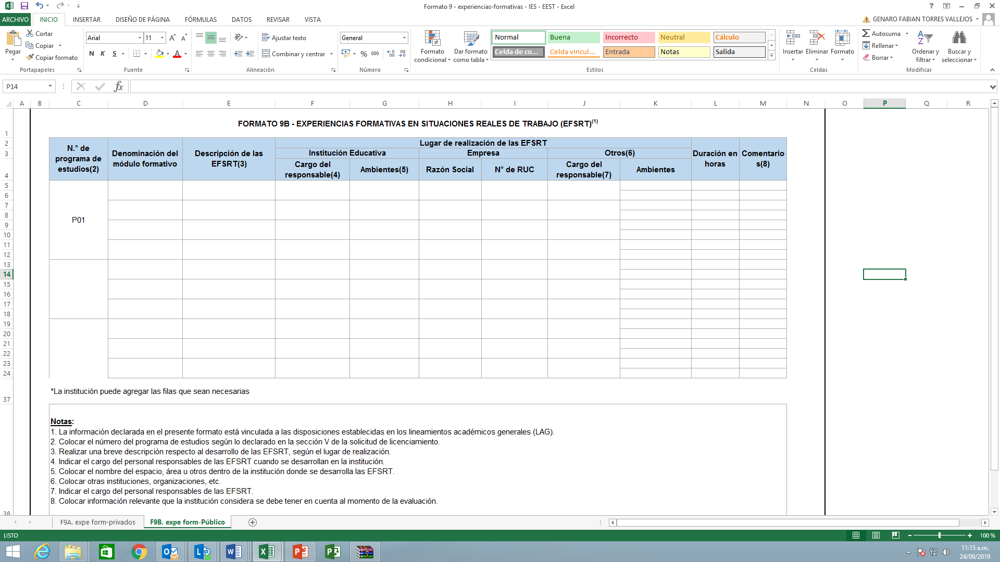 Formato 9 - experiencias-formativas - IES - EEST - Excel
ARCHIVO INICIO INSERTAR DISEÑO DE PÁGINA FÓRMULAS DATOS REVISAR VISTA GENARO FABIAN TORRES VALLEJOS
Pegar
Cortar
Copiar
Copiar formato
Portapapeles
Arial 11
N K S
Fuente
Ajustar texto
Combinar y centrar
Alineación
General
% 000
Número
Formato condicional
Dar formato como tabla
Normal Buena Incorrecto Neutral Cálculo
Celda de co... Celda vincul... Entrada Notas Salida
Estilos
Insertar Eliminar Formato
Celdas
Autosuma
Rellenar
Borrar
Ordenar y filtrar
Buscar y seleccionar
Modificar
P14 fx
A B C D E F G H I J K L M N O P Q R
FORMATO 9B - EXPERIENCIAS FORMATIVAS EN SITUACIONES REALES DE TRABAJO (EFSRT)(1)
N.° de programa de estudios(2)
Denominación del módulo formativo
Descripción de las EFSRT(3)
Lugar de realización de las EFSRT
Institución Educativa Empresa Otros(6)
Cargo del responsable(4)
Ambientes(5)
Razón Social
N° de RUC
Cargo del responsable(7)
Ambientes
Duración en horas
Comentarios(8)
P01
1
2
3
4
5
6
7
8
9
10
11
12
13
14
15
16
17
18
19
20
21
22
23
24
37
38
*La institución puede agregar las filas que sean necesarias
Notas:
1. La información declarada en el presente formato está vinculada a las disposiciones establecidas en los lineamientos académicos generales (LAG).
2. Colocar el número del programa de estudios según lo declarado en la sección V de la solicitud de licenciamiento.
3. Realizar una breve descripción respecto al desarrollo de las EFSRT, según el lugar de realización.
4. Indicar el cargo del personal responsables de las EFSRT cuando se desarrollan en la institución.
5. Colocar el nombre del espacio, área u otros dentro de la institución donde se desarrolla las EFSRT.
6. Colocar otras instituciones, organizaciones, etc.
7. Indicar el cargo del personal responsables de las EFSRT.
8. Colocar información relevante que la institución considera se debe tener en cuenta al momento de la evaluación.
F9A. expe form-privados F9B. expe form-Público
LISTO 100 %
11:15 a.m.
24/09/2019